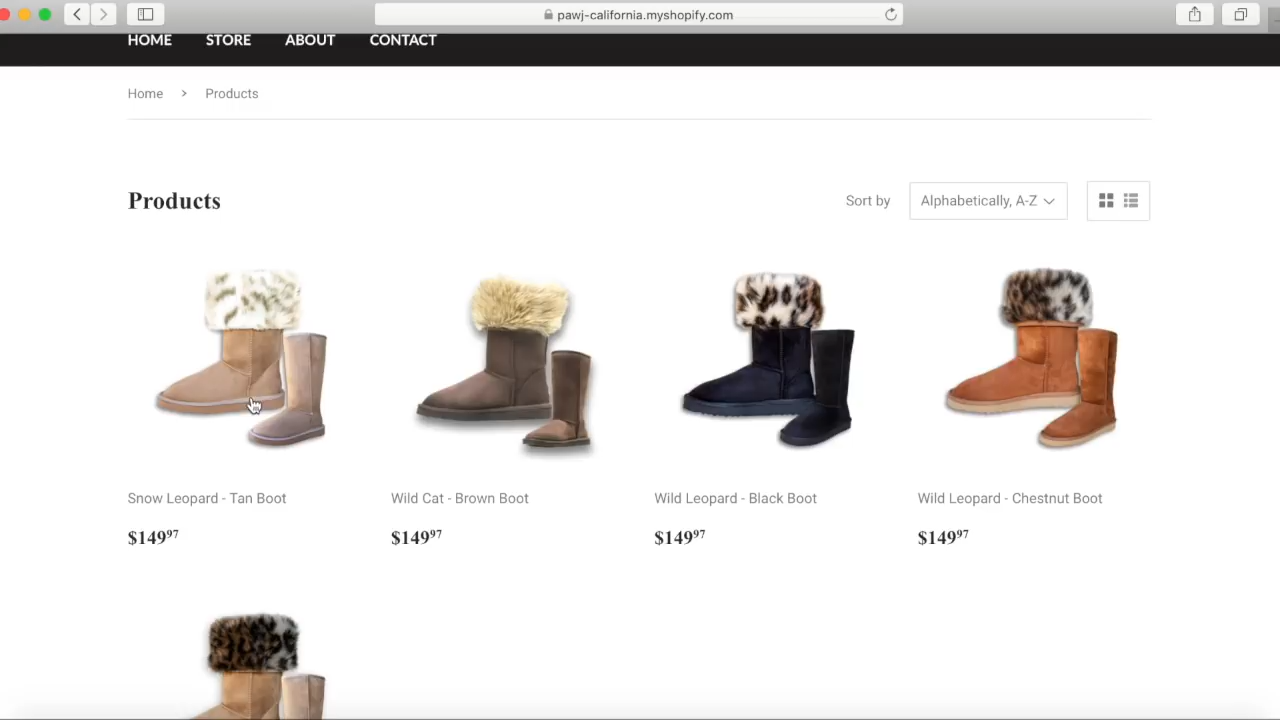 pawj-california.myshopify.com
HOME STORE ABOUT CONTACT
Home > Products
Products
Sort by Alphabetically, A-Z
Snow Leopard - Tan Boot
Wild Cat - Brown Boot
Wild Leopard - Black Boot
Wild Leopard - Chestnut Boot
$14997
$14997
$14997
$14997